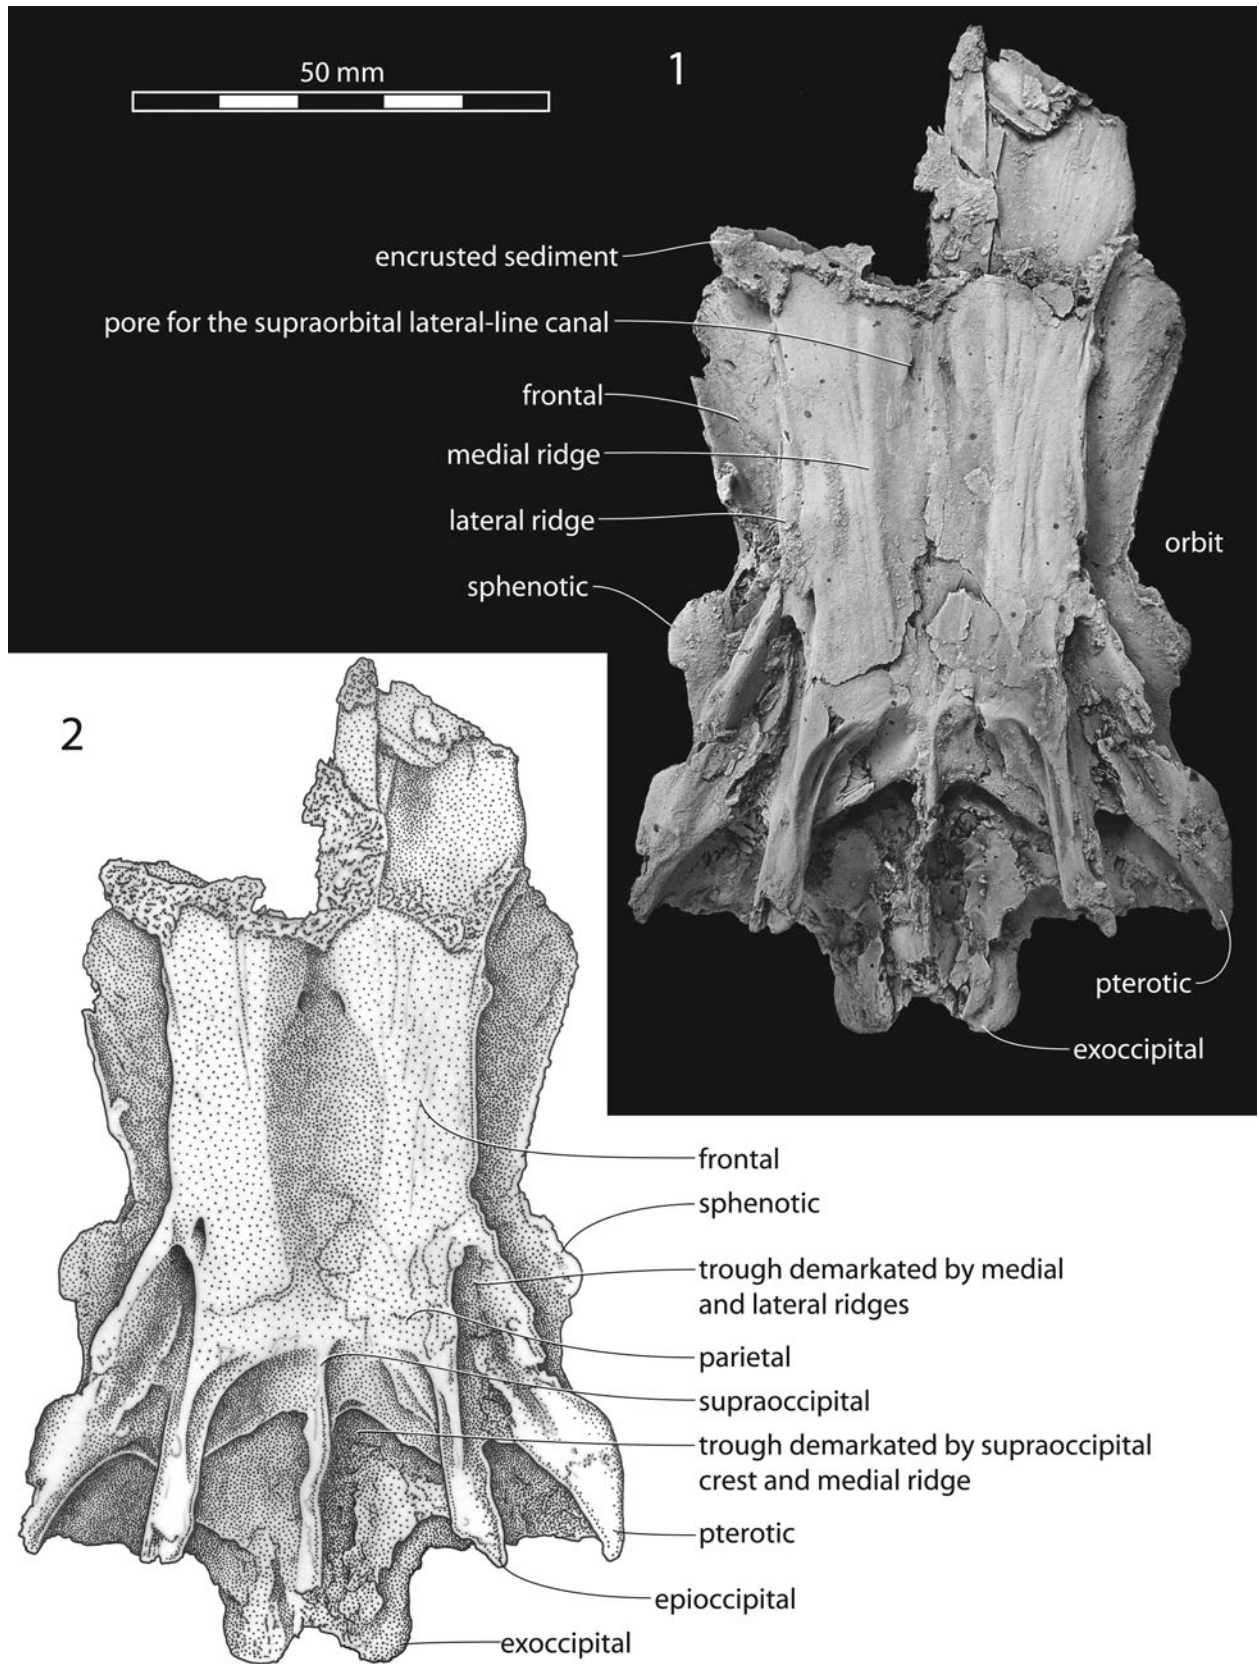 50 mm
1
encrusted sediment
pore for the supraorbital lateral-line canal
frontal
medial ridge
lateral ridge
orbit
sphenotic
pterotic
exoccipital
2
frontal
sphenotic
trough demarkated by medial
and lateral ridges
parietal
supraoccipital
trough demarkated by supraoccipital
crest and medial ridge
pterotic
epioccipital
exoccipital